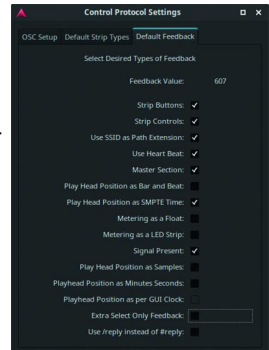 Control Protocol Settings
OSC Setup Default Strip Types Default Feedback
Select Desired Types of Feedback
Feedback Value: 607
Strip Buttons:
Strip Controls:
Use SSID as Path Extension:
Use Heart Beat:
Master Section:
Play Head Position as Bar and Beat:
Play Head Position as SMPTE Time:
Metering as a Float:
Metering as a LED Strip:
Signal Present:
Play Head Position as Samples:
Playhead Position as Minutes Seconds:
Playhead Position as per GUI Clock:
Extra Select Only Feedback:
Use /reply instead of #reply: